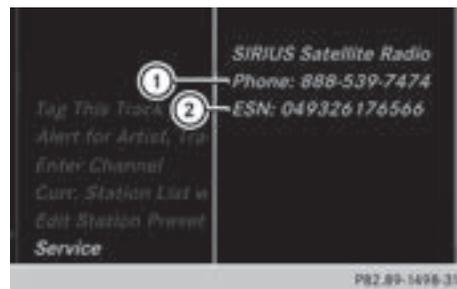 SIRIUS Satellite Radio
1 Phone: 888-539-7474
2 ESN: 049326176566
Tag This Track
Alert for Artist, Tra
Enter Channel
Curr. Station List w
Edit Station Preset
Service
P82.89-1498-31